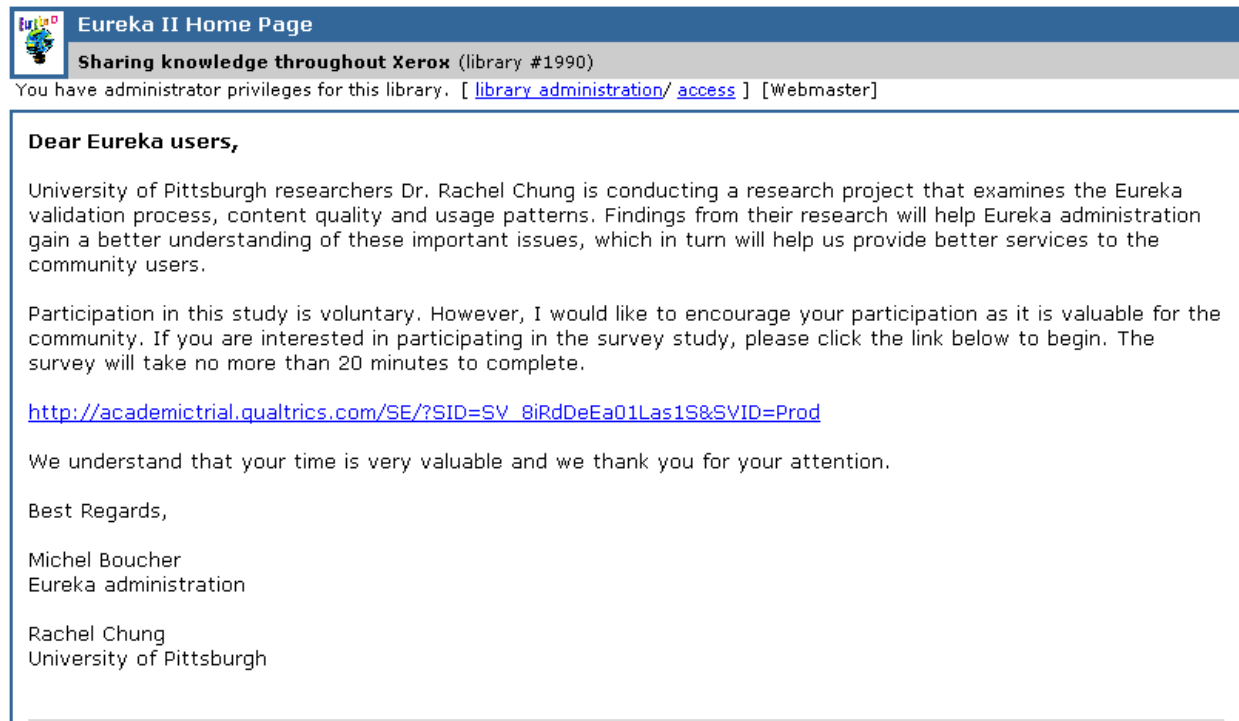 Eureka
Eureka II Home Page
Sharing knowledge throughout Xerox (library #1990)
You have administrator privileges for this library. [ library administration/ access ] [Webmaster]
Dear Eureka users,
University of Pittsburgh researchers Dr. Rachel Chung is conducting a research project that examines the Eureka
validation process, content quality and usage patterns. Findings from their research will help Eureka administration
gain a better understanding of these important issues, which in turn will help us provide better services to the
community users.
Participation in this study is voluntary. However, I would like to encourage your participation as it is valuable for the
community. If you are interested in participating in the survey study, please click the link below to begin. The
survey will take no more than 20 minutes to complete.
http://academictrial.qualtrics.com/SE/?SID=SV_8iRdDeEa01Las1S&SVID=Prod
We understand that your time is very valuable and we thank you for your attention.
Best Regards,
Michel Boucher
Eureka administration
Rachel Chung
University of Pittsburgh